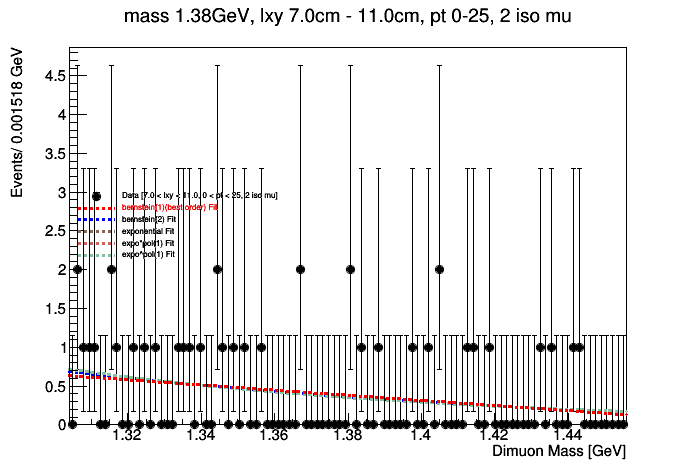 mass 1.38GeV, lxy 7.0cm - 11.0cm, pt 0-25, 2 iso mu
Events/ 0.001518 GeV
4.5
4
3.5
3
2.5
2
1.5
1
0.5
0
Data [7.0 < lxy < 11.0, 0 < pt < 25, 2 iso mu]
bernstein(1)(best order) Fit
bernstein(2) Fit
exponential Fit
expo*pol(1) Fit
expo*pol(1) Fit
1.32 1.34 1.36 1.38 1.4 1.42 1.44
Dimuon Mass [GeV]